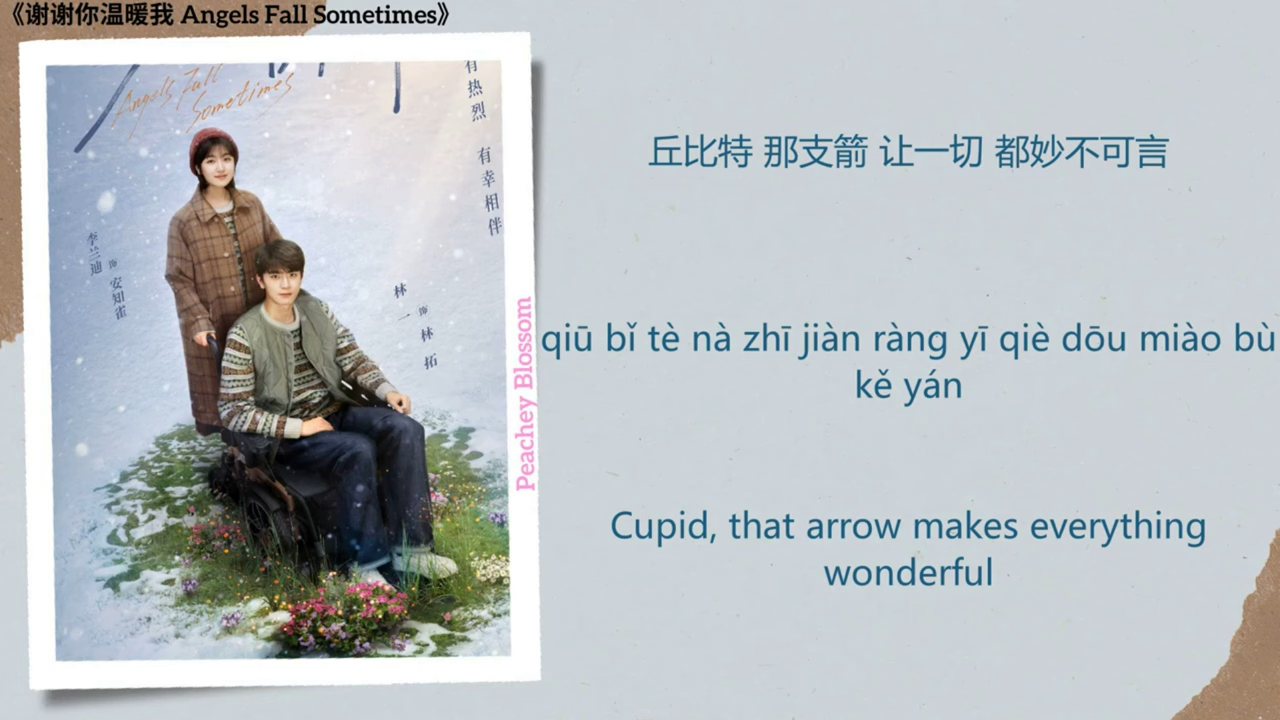 《谢谢你温暖我 Angels Fall Sometimes》
Angels Fall
Sometimes
有热烈 有幸相伴
李兰迪 饰 安知雀
林一 饰 林拓
Peachey Blossom
丘比特 那支箭 让一切 都妙不可言
qiū bǐ tè nà zhī jiàn ràng yī qiè dōu miào bù
kě yán
Cupid, that arrow makes everything
wonderful